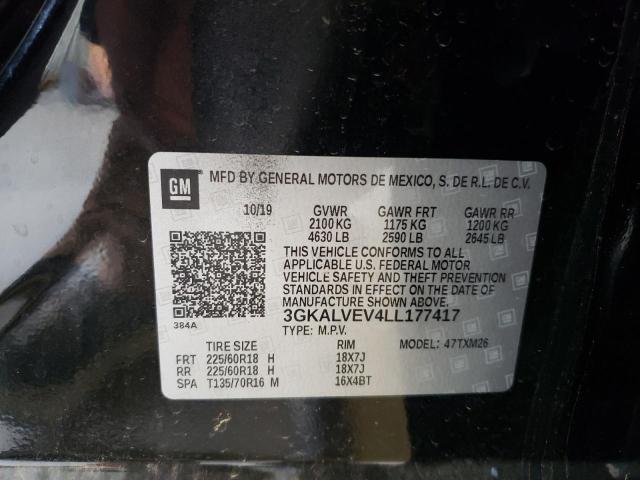 GM
MFD BY GENERAL MOTORS DE MEXICO, S. DE R.L. DE C.V.
10/19 GVWR GAWR FRT GAWR RR
2100 KG 1175 KG 1200 KG
4630 LB 2590 LB 2645 LB
THIS VEHICLE CONFORMS TO ALL
APPLICABLE U.S. FEDERAL MOTOR
VEHICLE SAFETY AND THEFT PREVENTION
STANDARDS IN EFFECT ON THE DATE OF
MANUFACTURE SHOWN ABOVE.
3GKALVEV4LL177417
384A
TYPE: M.P.V.
TIRE SIZE RIM MODEL: 47TXM26
FRT 225/60R18 H 18X7J
RR 225/60R18 H 18X7J
SPA T135/70R16 M 16X4BT